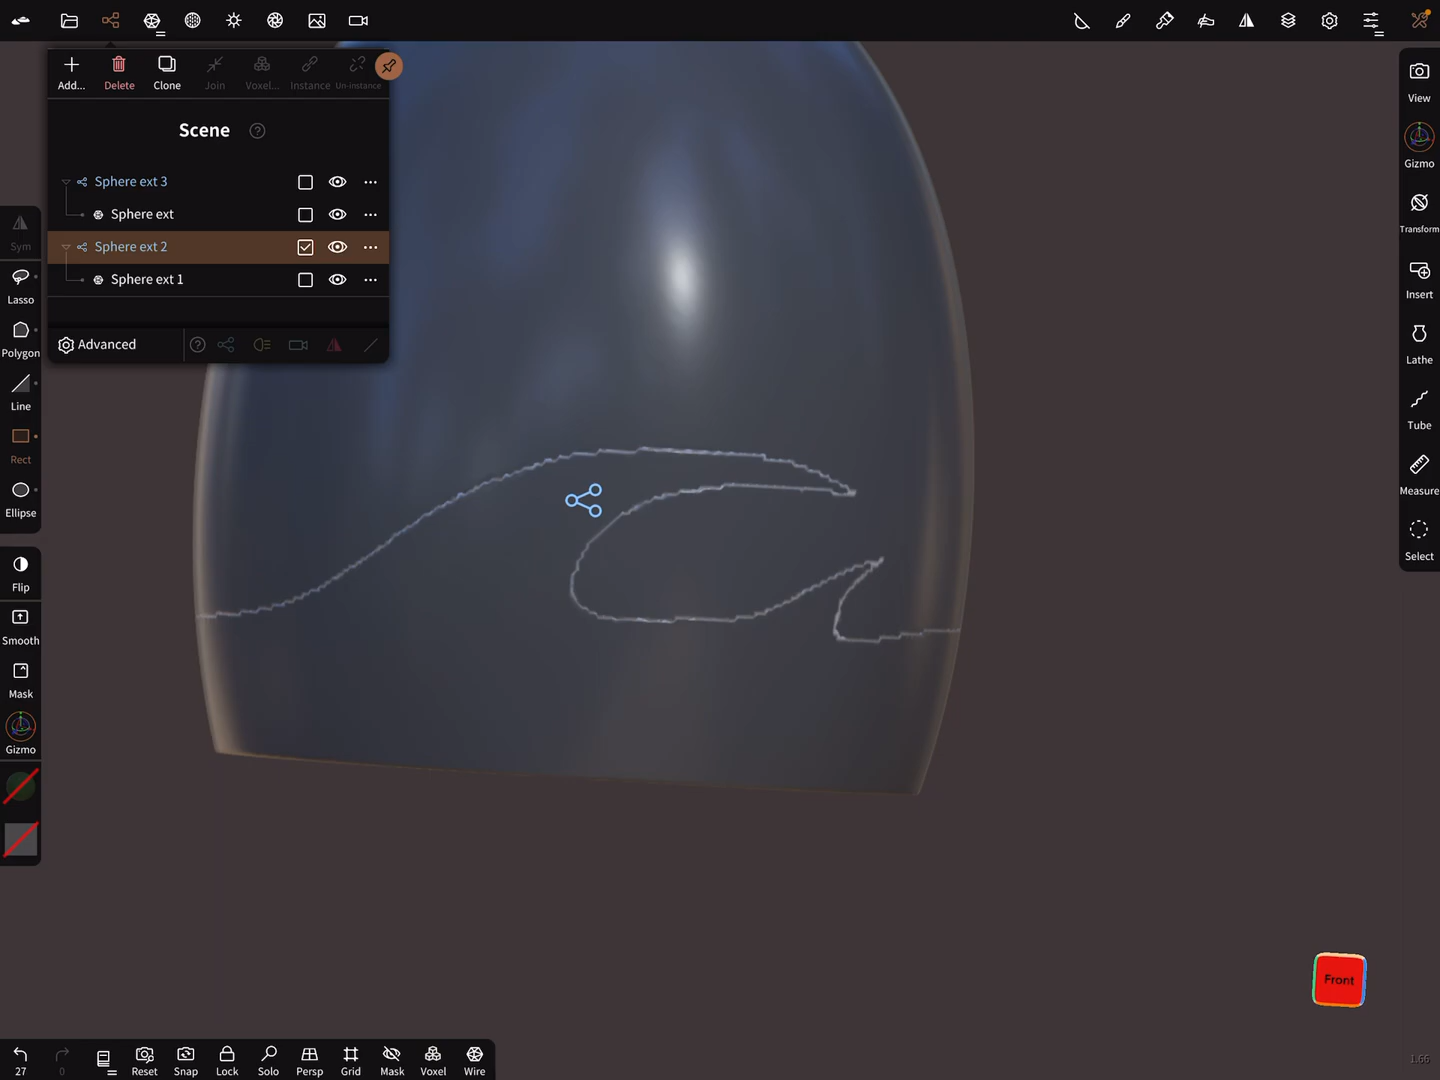 Add...
Delete
Clone
Join
Voxel...
Instance
Un-instance
View
Scene
Gizmo
Sphere ext 3
Sphere ext
Transform
Sphere ext 2
Sym
Sphere ext 1
Insert
Lasso
Advanced
Polygon
Lathe
Line
Tube
Rect
Measure
Ellipse
Select
Flip
Smooth
Mask
Gizmo
Front
27
0
Reset
Snap
Lock
Solo
Persp
Grid
Mask
Voxel
Wire
1.66